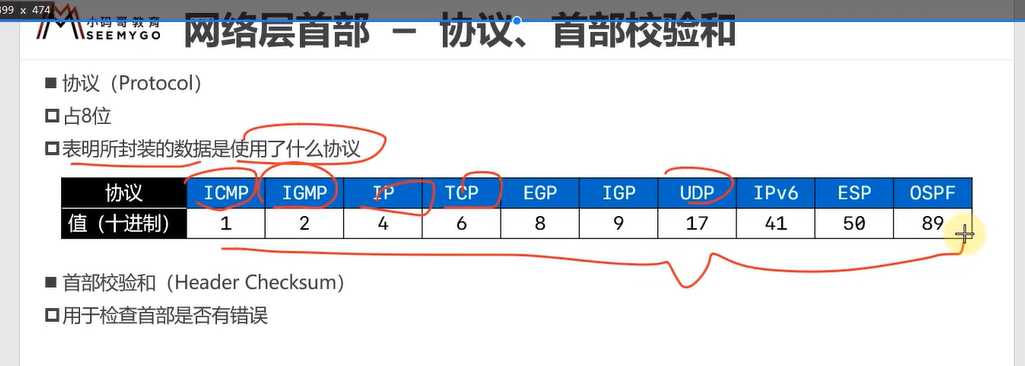 399 x 474
小码哥教育
SEEMYGO
网络层首部 – 协议、首部校验和
■ 协议（Protocol）
占8位
表明所封装的数据是使用了什么协议
协议 ICMP IGMP IP TCP EGP IGP UDP IPv6 ESP OSPF
值（十进制） 1 2 4 6 8 9 17 41 50 89
■ 首部校验和（Header Checksum）
用于检查首部是否有错误